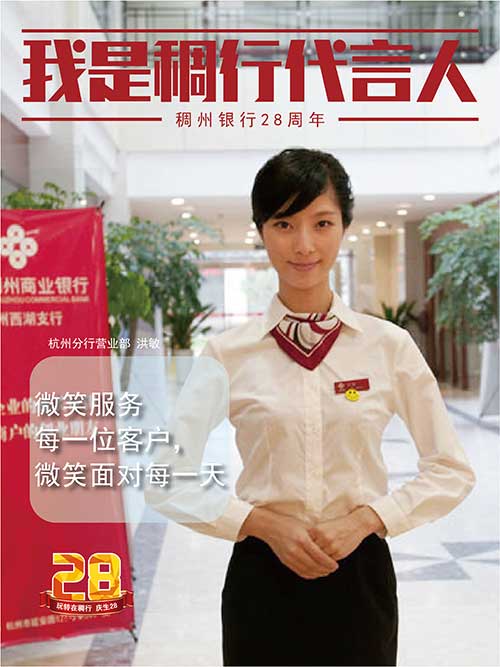 我是稠行代言人
稠州银行28周年
州商业银行
ZHOU COMMERCIAL BANK
州西湖支行
杭州分行营业部 洪敏
微笑服务
每一位客户，
微笑面对每一天
28
玩转在稠行 庆生28